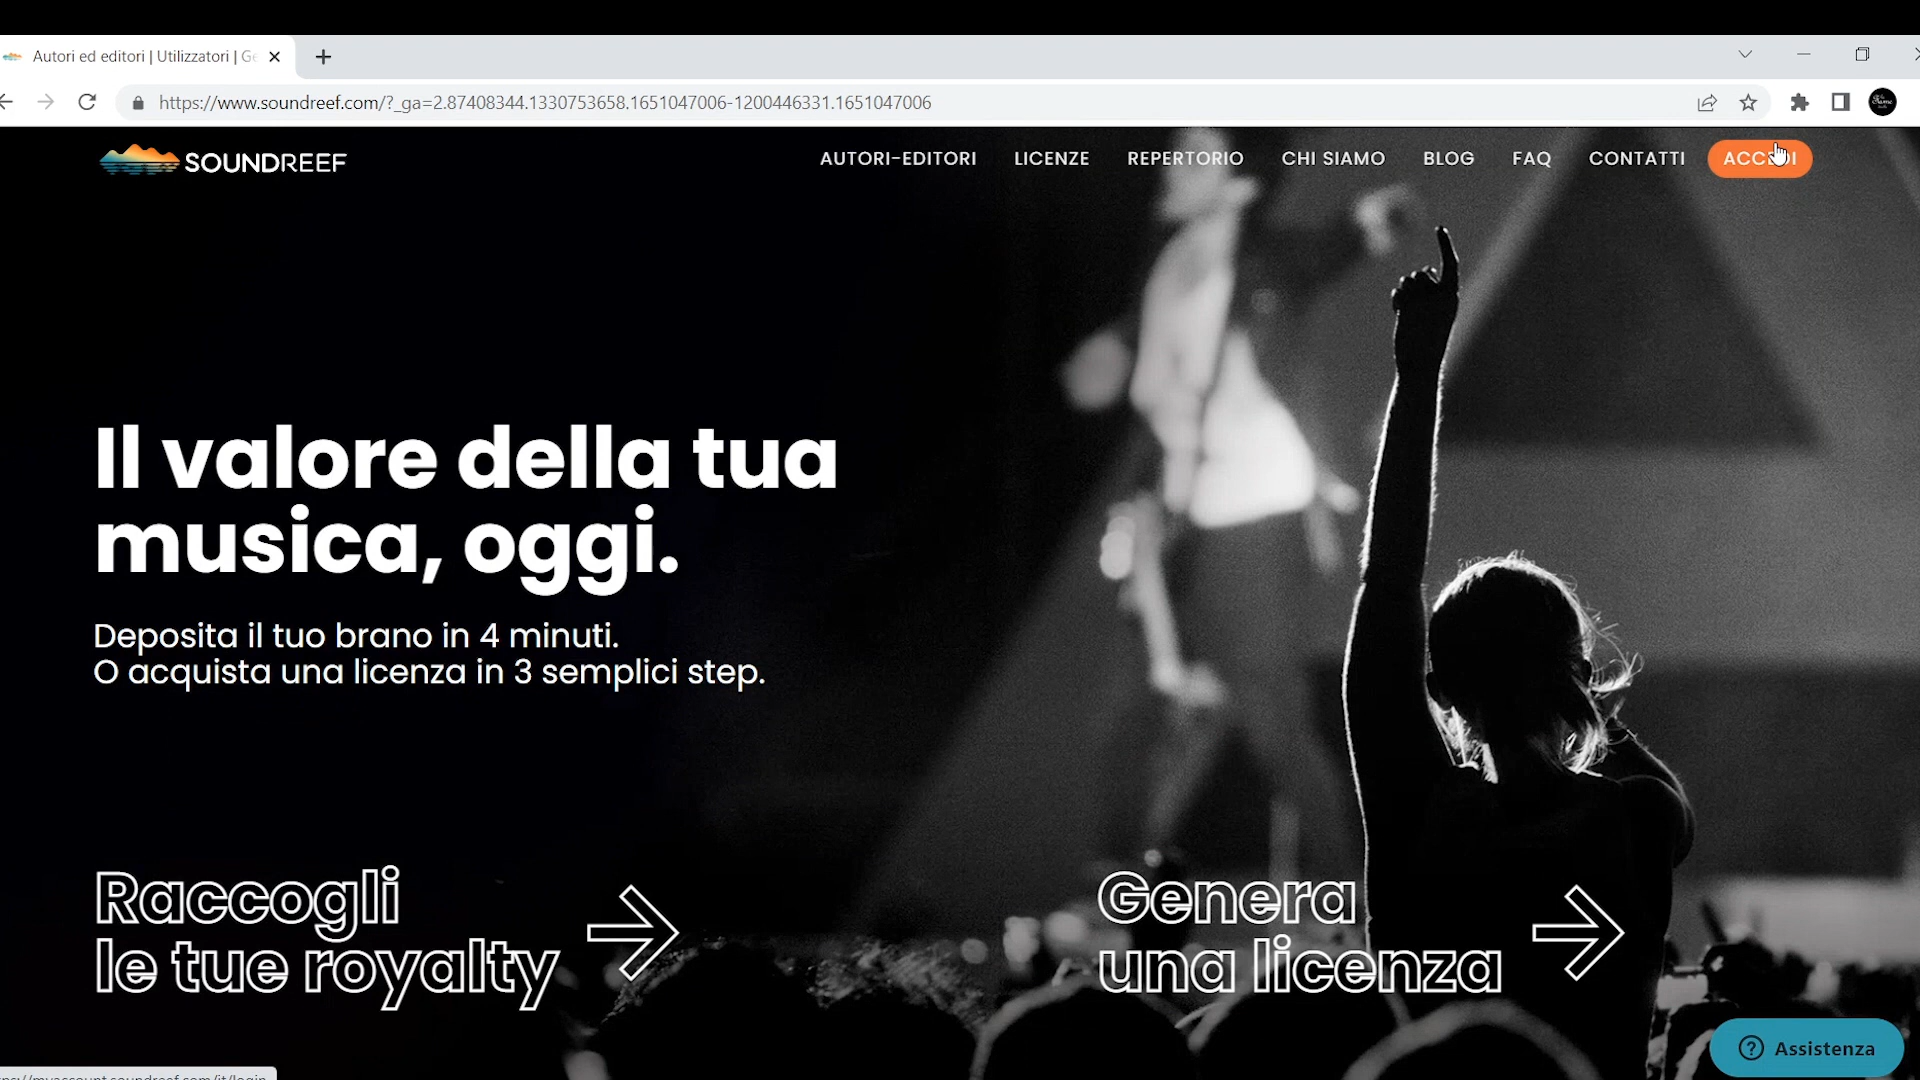 Autori ed editori | Utilizzatori | Ge
https://www.soundreef.com/?_ga=2.87408344.1330753658.1651047006-1200446331.1651047006
SOUNDREEF
AUTORI-EDITORI LICENZE REPERTORIO CHI SIAMO BLOG FAQ CONTATTI ACCEDI
Il valore della tua
musica, oggi.
Deposita il tuo brano in 4 minuti.
O acquista una licenza in 3 semplici step.
Raccogli
le tue royalty
Genera
una licenza
Assistenza